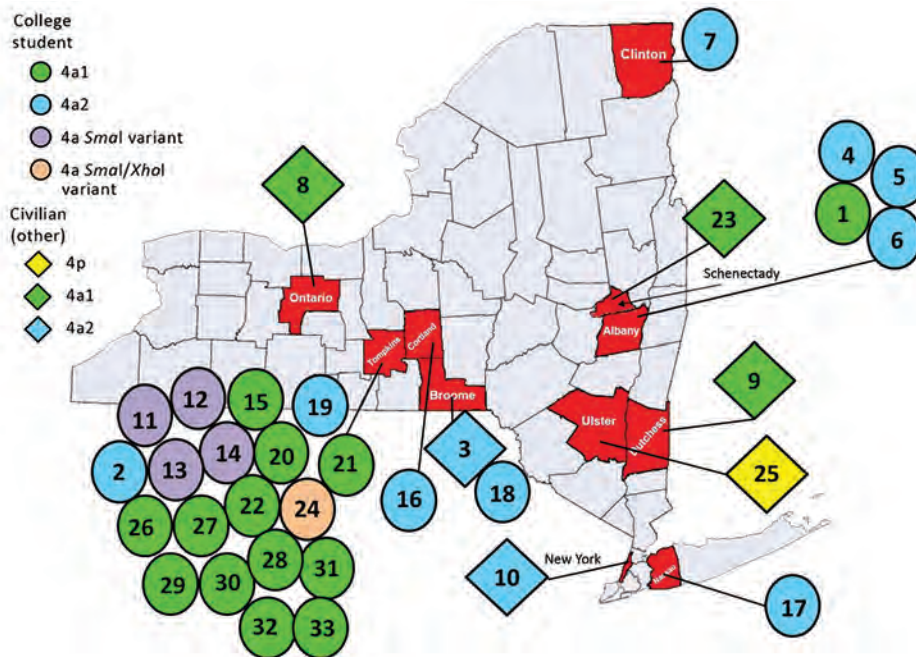 College
student
4a1
4a2
4a SmaI variant
4a SmaI/XhoI
variant
Civilian
(other)
4p
4a1
4a2
Clinton
7
4
5
1
6
8
23
Schenectady
Ontario
Albany
Cortland
Tompkins
Broome
Ulster
Dutchess
9
25
11
12
15
19
2
13
14
20
21
3
16
18
26
27
22
24
29
30
28
31
32
33
10
New York
Nassau
17